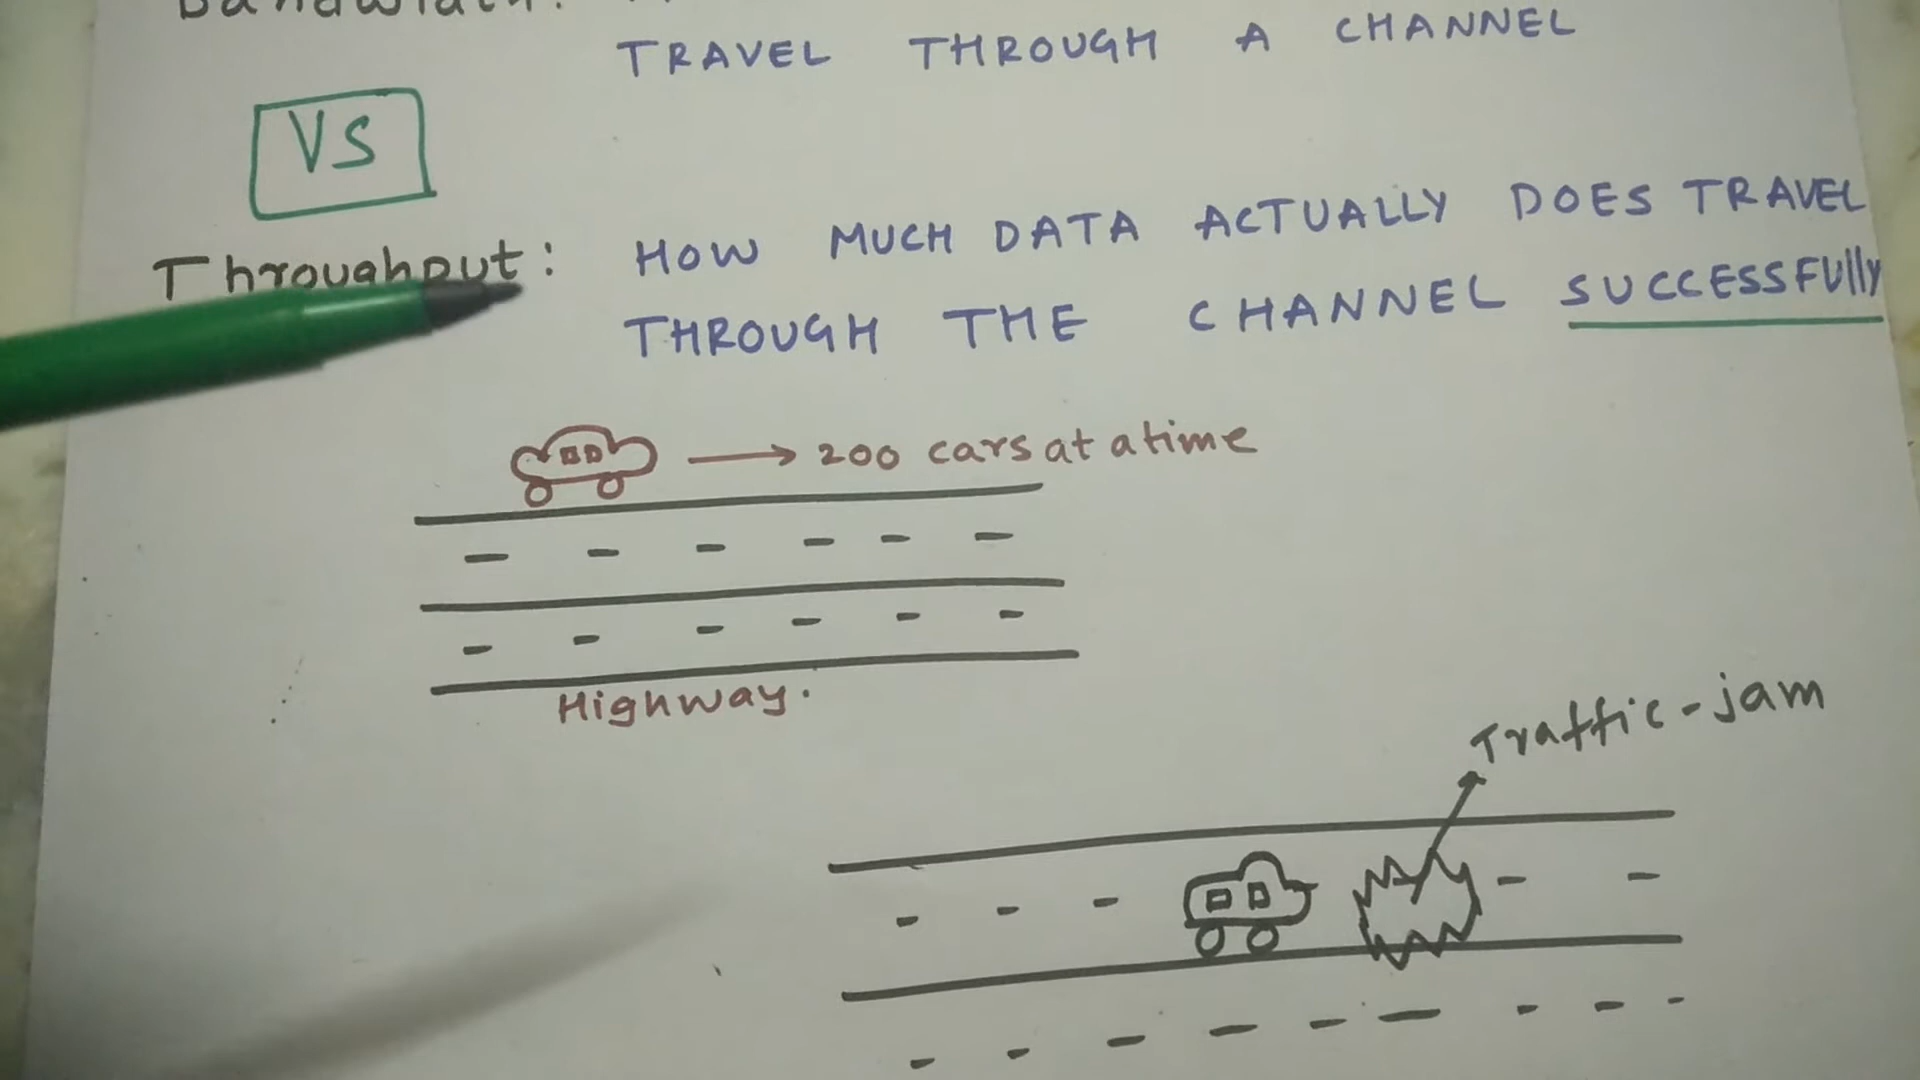 Bandwidth:
TRAVEL THROUGH A CHANNEL
VS
Throughput: HOW MUCH DATA ACTUALLY DOES TRAVEL
THROUGH THE CHANNEL SUCCESSFUlly
→ 200 cars at a time
Highway.
Traffic-jam